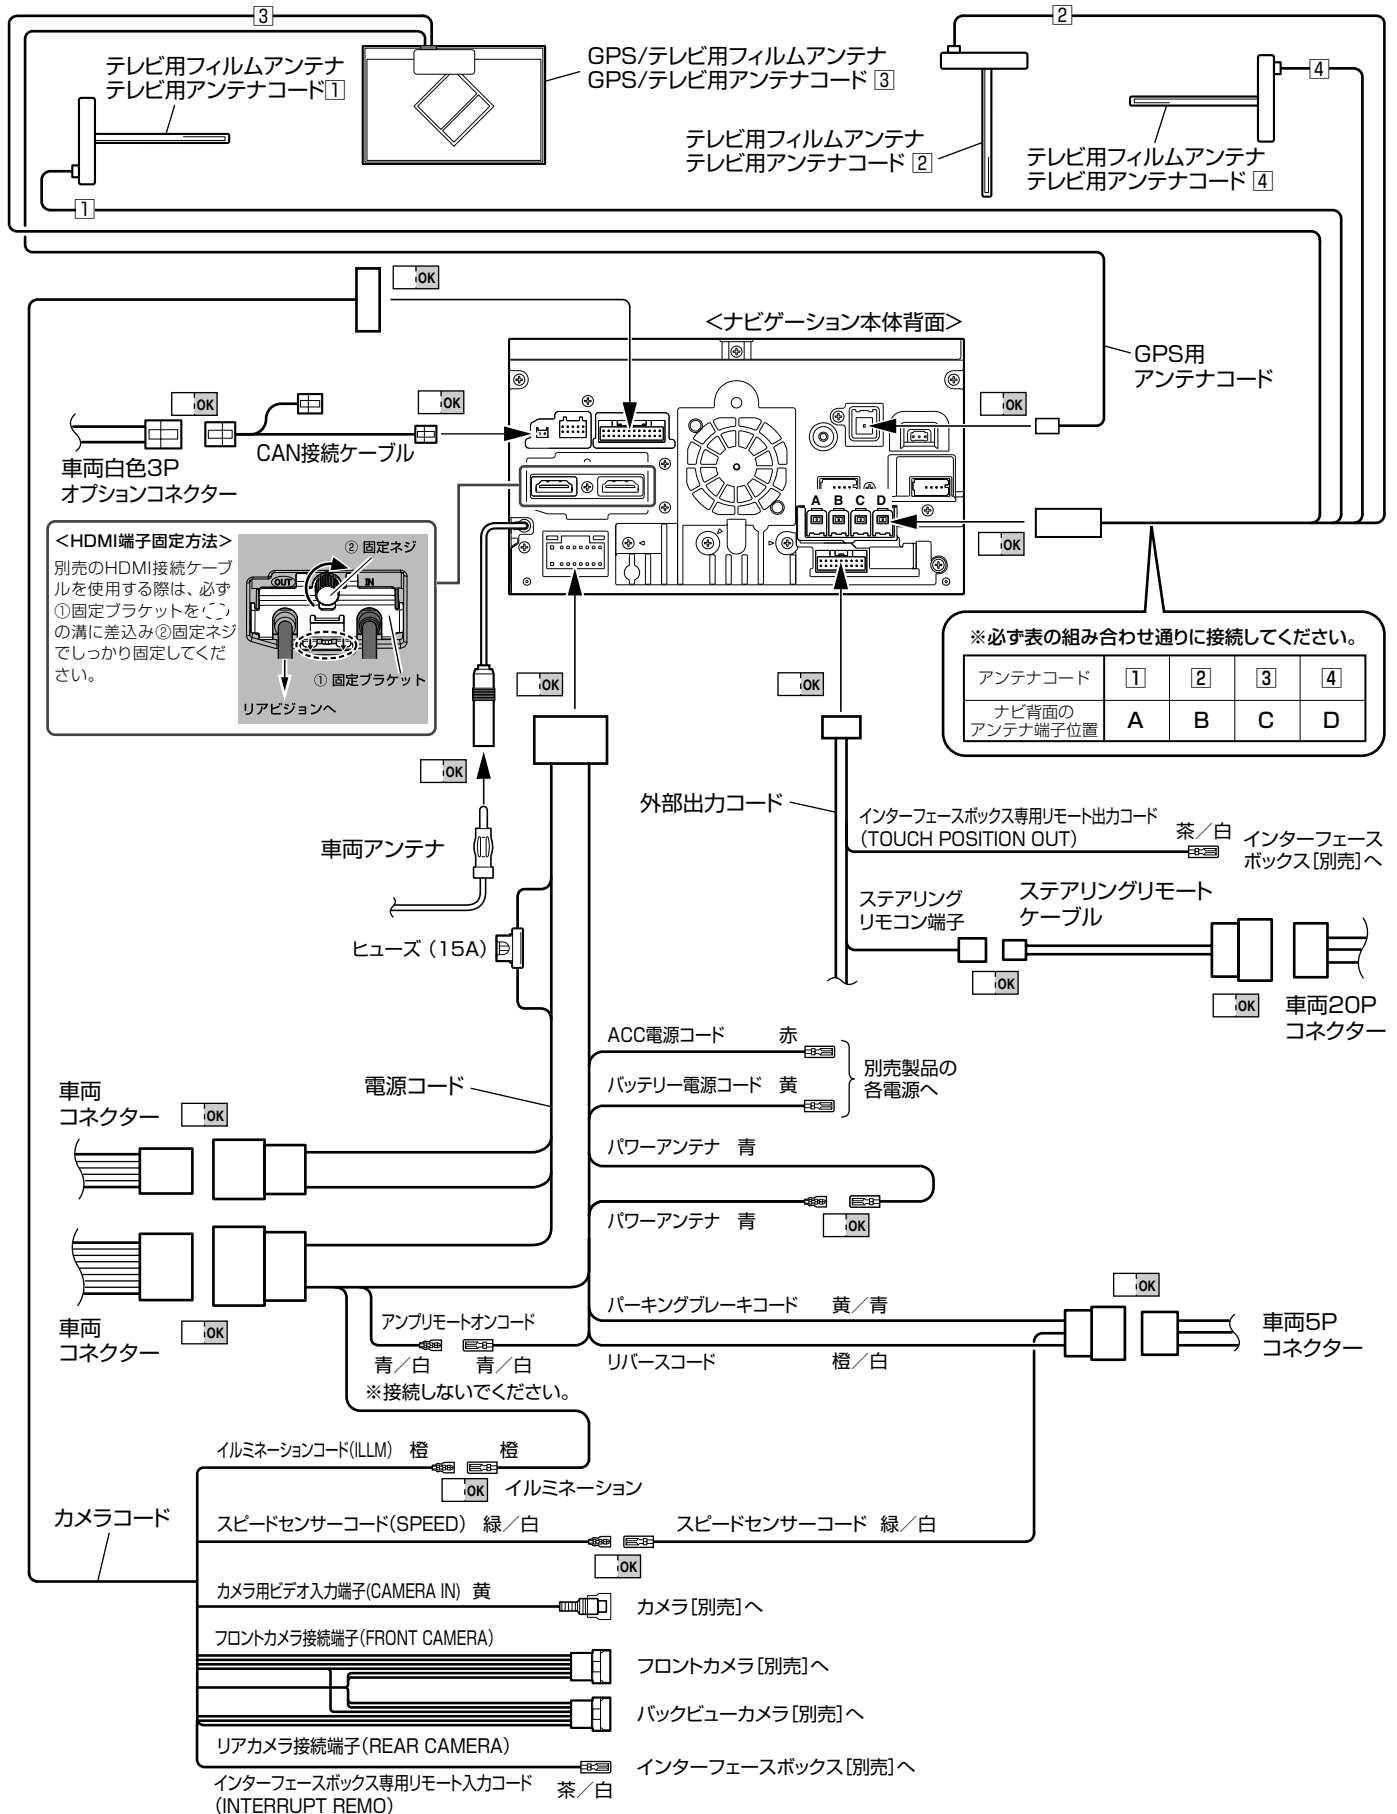 3
2
テレビ用フィルムアンテナ
テレビ用アンテナコード1
GPS/テレビ用フィルムアンテナ
GPS/テレビ用アンテナコード 3
4
テレビ用フィルムアンテナ
テレビ用アンテナコード 2
テレビ用フィルムアンテナ
テレビ用アンテナコード 4
1
OK
＜ナビゲーション本体背面＞
GPS用
アンテナコード
OK
OK
OK
車両白色3P
オプションコネクター
CAN接続ケーブル
A B C D
OK
＜HDMI端子固定方法＞
別売のHDMI接続ケーブ
ルを使用する際は、必ず
①固定ブラケットを
の溝に差込み②固定ネジ
でしっかり固定してくだ
さい。
② 固定ネジ
OUT
IN
① 固定ブラケット
リアビジョンへ
※必ず表の組み合わせ通りに接続してください。
アンテナコード 1 2 3 4
ナビ背面の
アンテナ端子位置 A B C D
OK
OK
OK
車両アンテナ
外部出力コード
インターフェースボックス専用リモート出力コード
（TOUCH POSITION OUT）
茶／白
インターフェース
ボックス［別売］へ
ステアリング
リモコン端子
ステアリングリモート
ケーブル
OK
OK
車両20P
コネクター
ヒューズ（15A）
ACC電源コード 赤
バッテリー電源コード 黄
別売製品の
各電源へ
電源コード
車両
コネクター
OK
パワーアンテナ 青
パワーアンテナ 青
OK
車両
コネクター
OK
パーキングブレーキコード 黄／青
リバースコード 橙／白
OK
車両5P
コネクター
アンプリモートオンコード
青／白 青／白
※接続しないでください。
イルミネーションコード(ILLM) 橙 橙
OK
イルミネーション
カメラコード
スピードセンサーコード(SPEED) 緑／白
スピードセンサーコード 緑／白
OK
カメラ用ビデオ入力端子(CAMERA IN) 黄
カメラ［別売］へ
フロントカメラ接続端子(FRONT CAMERA)
フロントカメラ［別売］へ
バックビューカメラ［別売］へ
リアカメラ接続端子(REAR CAMERA)
インターフェースボックス［別売］へ
インターフェースボックス専用リモート入力コード
（INTERRUPT REMO）
茶／白